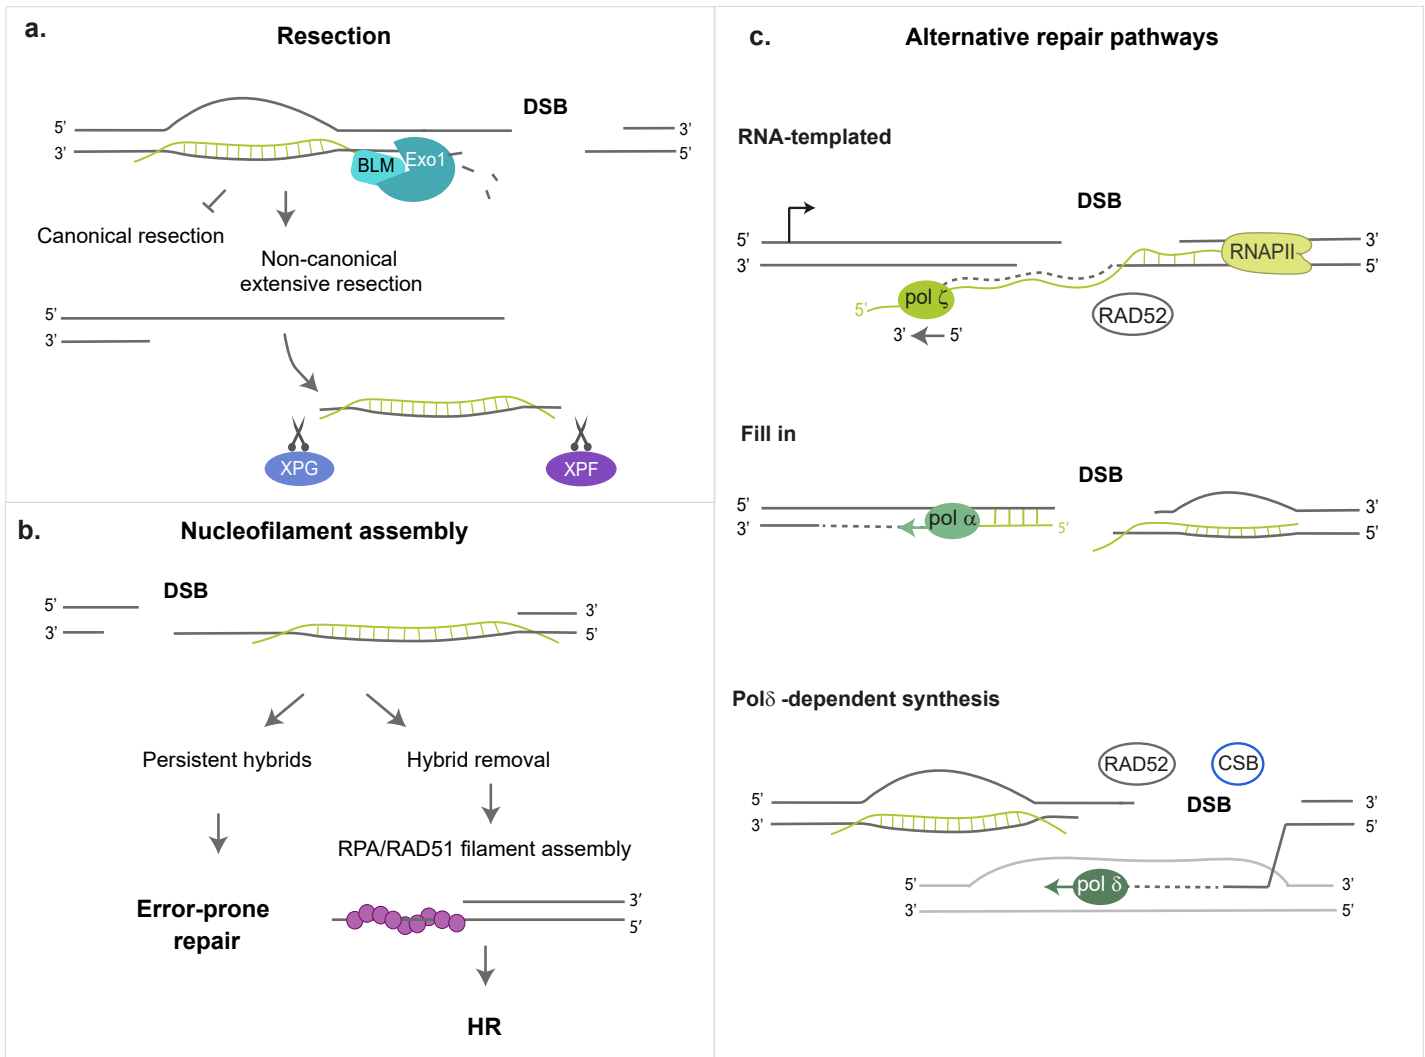 a.
Resection
DSB
5’
3’
3’
5’
BLM
Exo1
Canonical resection
Non-canonical
extensive resection
5’
3’
XPG
XPF
b.
Nucleofilament assembly
DSB
5’
3’
3’
5’
Persistent hybrids
Hybrid removal
RPA/RAD51 filament assembly
Error-prone
repair
3’
5’
HR
c.
Alternative repair pathways
RNA-templated
DSB
5’
3’
3’
5’
RNAPII
pol ζ
5’
RAD52
3’
5’
Fill in
DSB
5’
3’
pol α
5’
3’
5’
Polδ -dependent synthesis
RAD52
CSB
DSB
5’
3’
3’
5’
5’
pol δ
3’
3’
5’